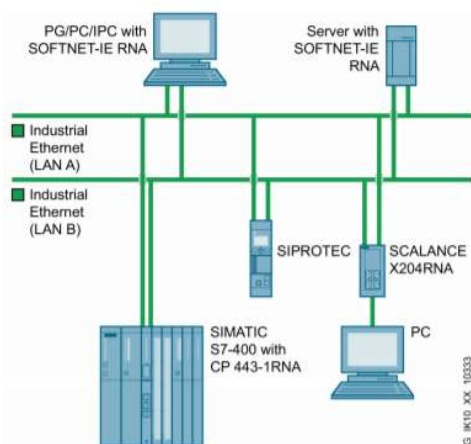 PG/PC/IPC with
SOFTNET-IE RNA
Server with
SOFTNET-IE
RNA
Industrial
Ethernet
(LAN A)
Industrial
Ethernet
(LAN B)
SIPROTEC
SCALANCE
X204RNA
SIMATIC
S7-400 with
CP 443-1RNA
PC
G_IK10_XX_10333